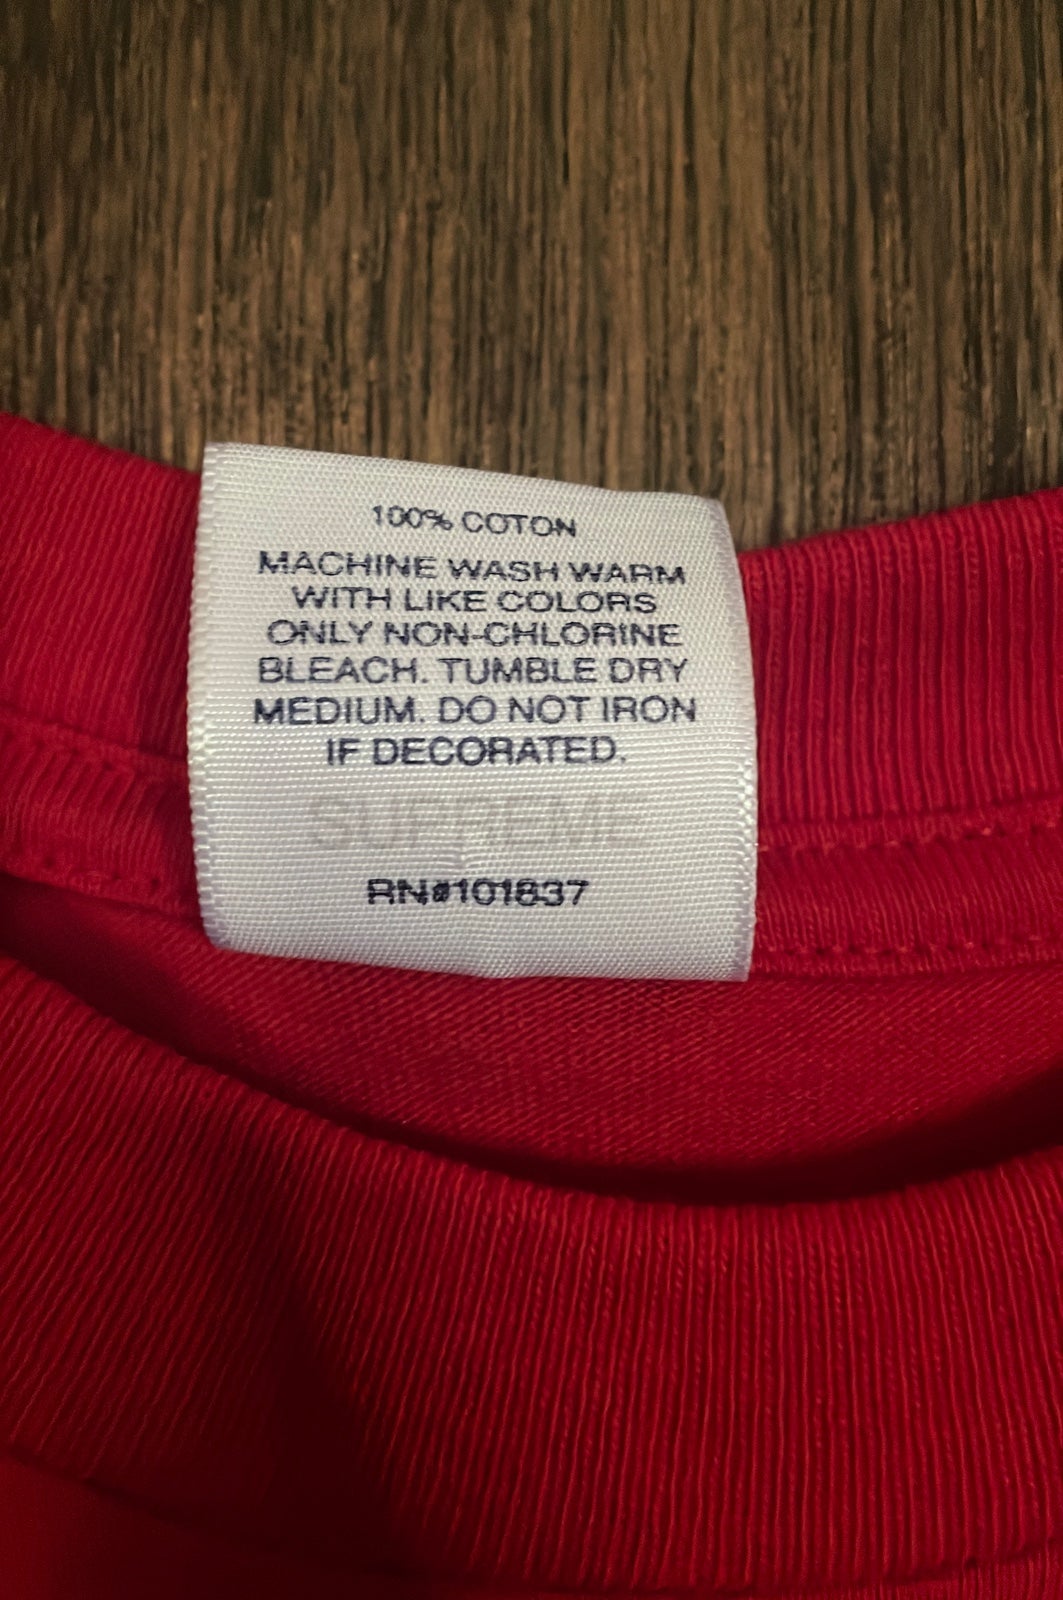 100% COTON
MACHINE WASH WARM
WITH LIKE COLORS
ONLY NON-CHLORINE
BLEACH. TUMBLE DRY
MEDIUM. DO NOT IRON
IF DECORATED.
SUPREME
RN#101837